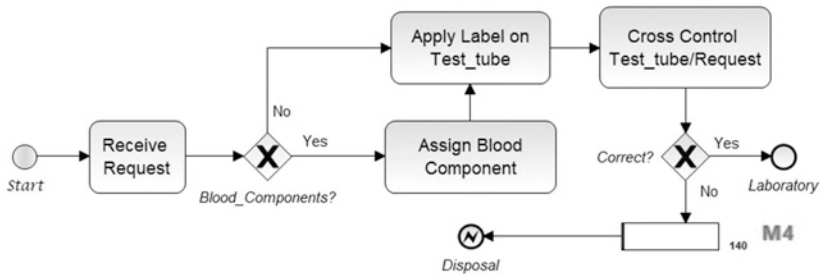 Start
Receive
Request
Blood_Components?
No
Yes
Apply Label on
Test_tube
Assign Blood
Component
Cross Control
Test_tube/Request
Correct?
Yes
Laboratory
No
140
M4
Disposal